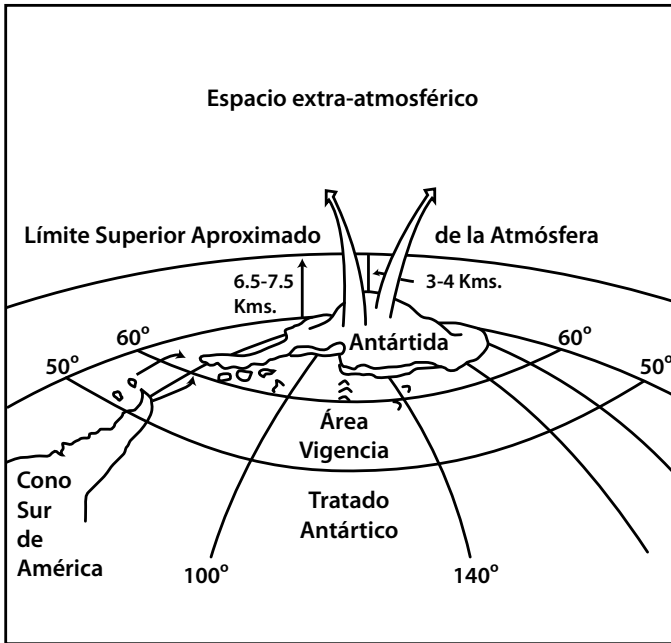 Espacio extra-atmosférico
Límite Superior Aproximado de la Atmósfera
6.5-7.5
Kms.
3-4 Kms.
Antártida
60º
60º
50º
50º
Área
Vigencia
Cono
Sur
de
América
Tratado
Antártico
100º
140º